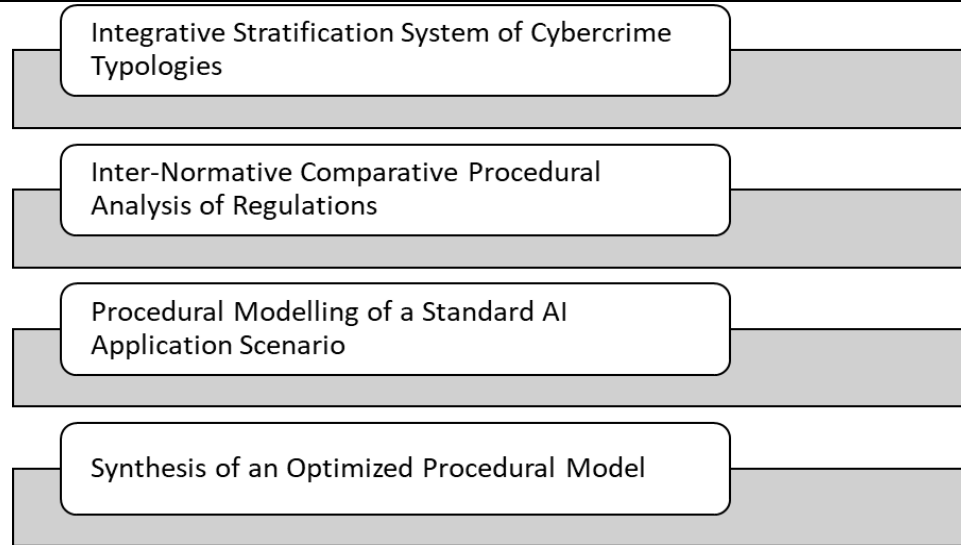 Integrative Stratification System of Cybercrime
Typologies
Inter-Normative Comparative Procedural
Analysis of Regulations
Procedural Modelling of a Standard AI
Application Scenario
Synthesis of an Optimized Procedural Model